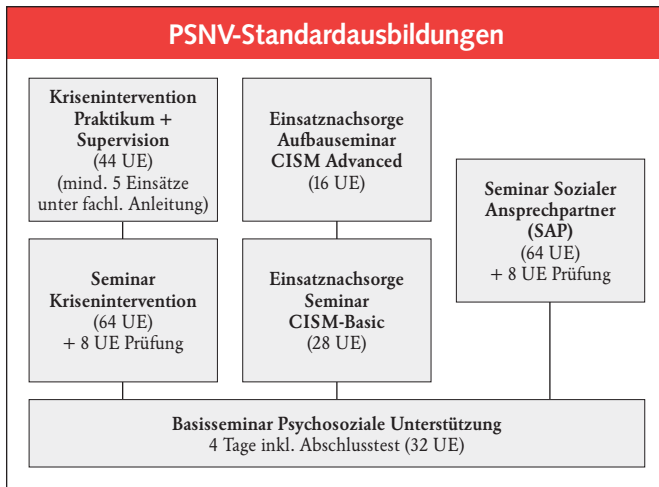 PSNV-Standardausbildungen
Krisenintervention
Praktikum +
Supervision
(44 UE)
(mind. 5 Einsätze
unter fachl. Anleitung)
Einsatznachsorge
Aufbauseminar
CISM Advanced
(16 UE)
Seminar Sozialer
Ansprechpartner
(SAP)
(64 UE)
+ 8 UE Prüfung
Seminar
Krisenintervention
(64 UE)
+ 8 UE Prüfung
Einsatznachsorge
Seminar
CISM-Basic
(28 UE)
Basisseminar Psychosoziale Unterstützung
4 Tage inkl. Abschlusstest (32 UE)